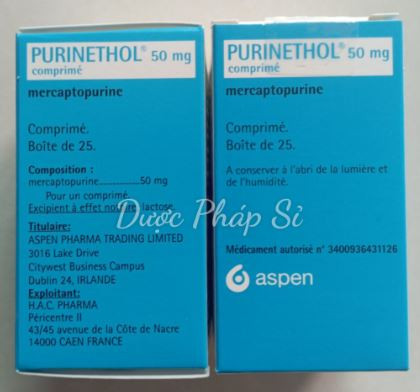 PURINETHOL® 50 mg
comprimé
mercaptopurine
Comprimé.
Boîte de 25.
Composition :
mercaptopurine................50 mg
Pour un comprimé.
Excipient à effet notoire: lactose.
Titulaire:
ASPEN PHARMA TRADING LIMITED
3016 Lake Drive
Citywest Business Campus
Dublin 24, IRLANDE
Exploitant:
H.A.C. PHARMA
Péricentre II
43/45 avenue de la Côte de Nacre
14000 CAEN FRANCE
PURINETHOL® 50 mg
comprimé
mercaptopurine
Comprimé.
Boîte de 25.
A conserver à l'abri de la lumière et
de l'humidité.
Médicament autorisé n° 3400936431126
aspen
Dược Pháp Sỉ